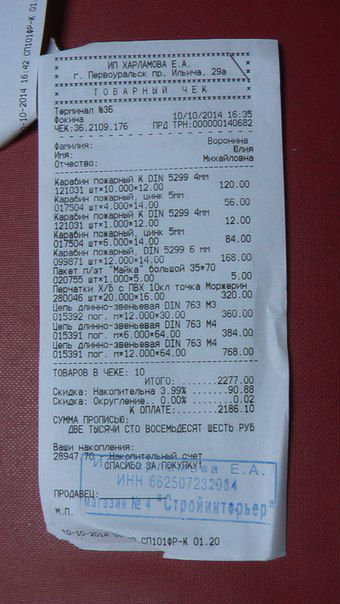 10-2014 16:42 СП101ФР-К 01.
ИП ХАРЛАМОВА Е.А.
г. Первоуральск пр. Ильича, 29а
ТОВАРНЫЙ ЧЕК
Терминал №36 10/10/2014 16:35
Фокина
ЧЕК:36.2109.176 ПРД ТРН:000000140682
Фамилия: Воронина
Имя: Юлия
Отчество: Михайловна
Карабин пожарный К DIN 5299 4мм
121031 шт*10.000*12.00 120.00
Карабин пожарный, цинк 5мм
017504 шт*4.000*14.00 56.00
Карабин пожарный К DIN 5299 4мм
121031 шт*1.000*12.00 12.00
Карабин пожарный, цинк 5мм
017504 шт*6.000*14.00 84.00
Карабин пожарный, DIN 5299 6 мм
099871 шт*12.000*14.00 168.00
Пакет п/эт "Майка" большой 35*70
020755 шт*1.000*5.00 5.00
Перчатки Х/Б с ПВХ 10кл точка Моржерин
280046 шт*20.000*16.00 320.00
Цепь длинно-звеньевая DIN 763 М3
015392 пог. м*12.000*30.00 360.00
Цепь длинно-звеньевая DIN 763 М4
015391 пог. м*6.000*64.00 384.00
Цепь длинно-звеньевая DIN 763 М4
015391 пог. м*12.000*64.00 768.00
ТОВАРОВ В ЧЕКЕ: 10
ИТОГО:.......2277.00
Скидка: Накопительна 3.99% .......90.88
Скидка: Округление.. 0.00% ........0.02
К ОПЛАТЕ:.......2186.10
СУММА ПРОПИСЬЮ:
ДВЕ ТЫСЯЧИ СТО ВОСЕМЬДЕСЯТ ШЕСТЬ РУБ
Ваши накопления:
28947.70 Накопительный счет
СПАСИБО ЗА ПОКУПКУ!
Е.А.
ИНН 662507232984
ПРОДАВЕЦ:
магазин № 4 "Стройинтерьер"
М.П.
10-10-2014 СП101ФР-К 01.20